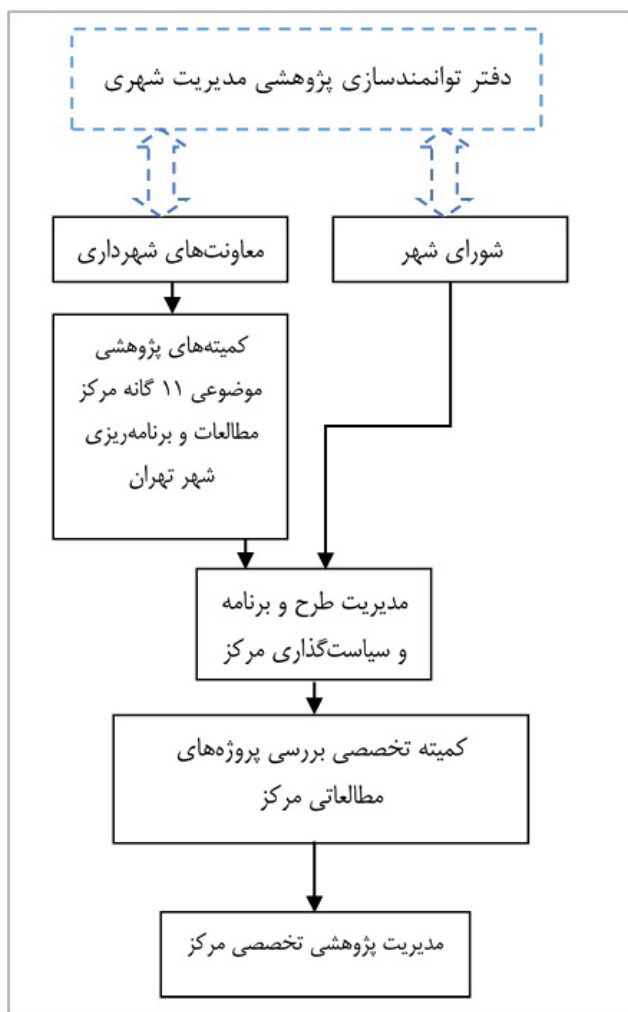 دفتر توانمندسازی پژوهشی مدیریت شهری
شورای شهر
معاونت‌های شهرداری
کمیته‌های پژوهشی
موضوعی ۱۱ گانه مرکز
مطالعات و برنامه‌ریزی
شهر تهران
مدیریت طرح و برنامه
و سیاست‌گذاری مرکز
کمیته تخصصی بررسی پروژه‌های
مطالعاتی مرکز
مدیریت پژوهشی تخصصی مرکز